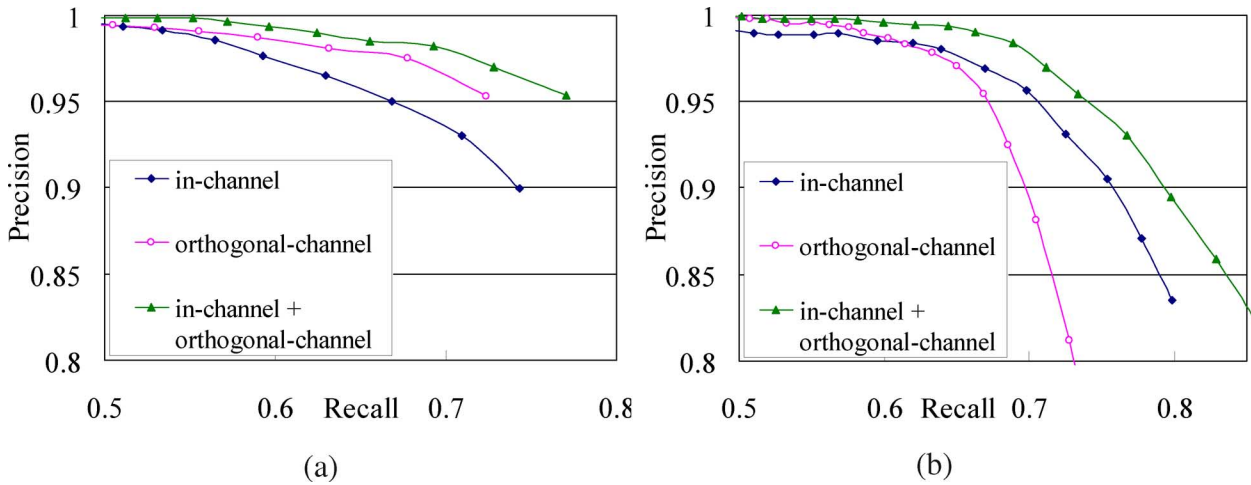 1
0.95
0.9
0.85
0.8
Precision
in-channel
orthogonal-channel
in-channel +
orthogonal-channel
0.5 0.6 Recall 0.7 0.8
(a)
1
0.95
0.9
0.85
0.8
Precision
in-channel
orthogonal-channel
in-channel +
orthogonal-channel
0.5 0.6 Recall 0.7 0.8
(b)